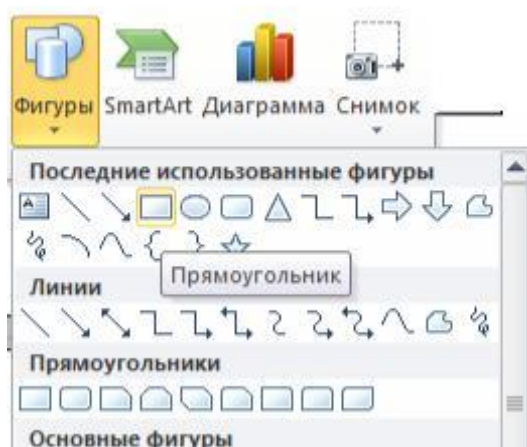 Фигуры SmartArt Диаграмма Снимок
Последние использованные фигуры
Прямоугольник
Линии
Прямоугольники
Основные фигуры